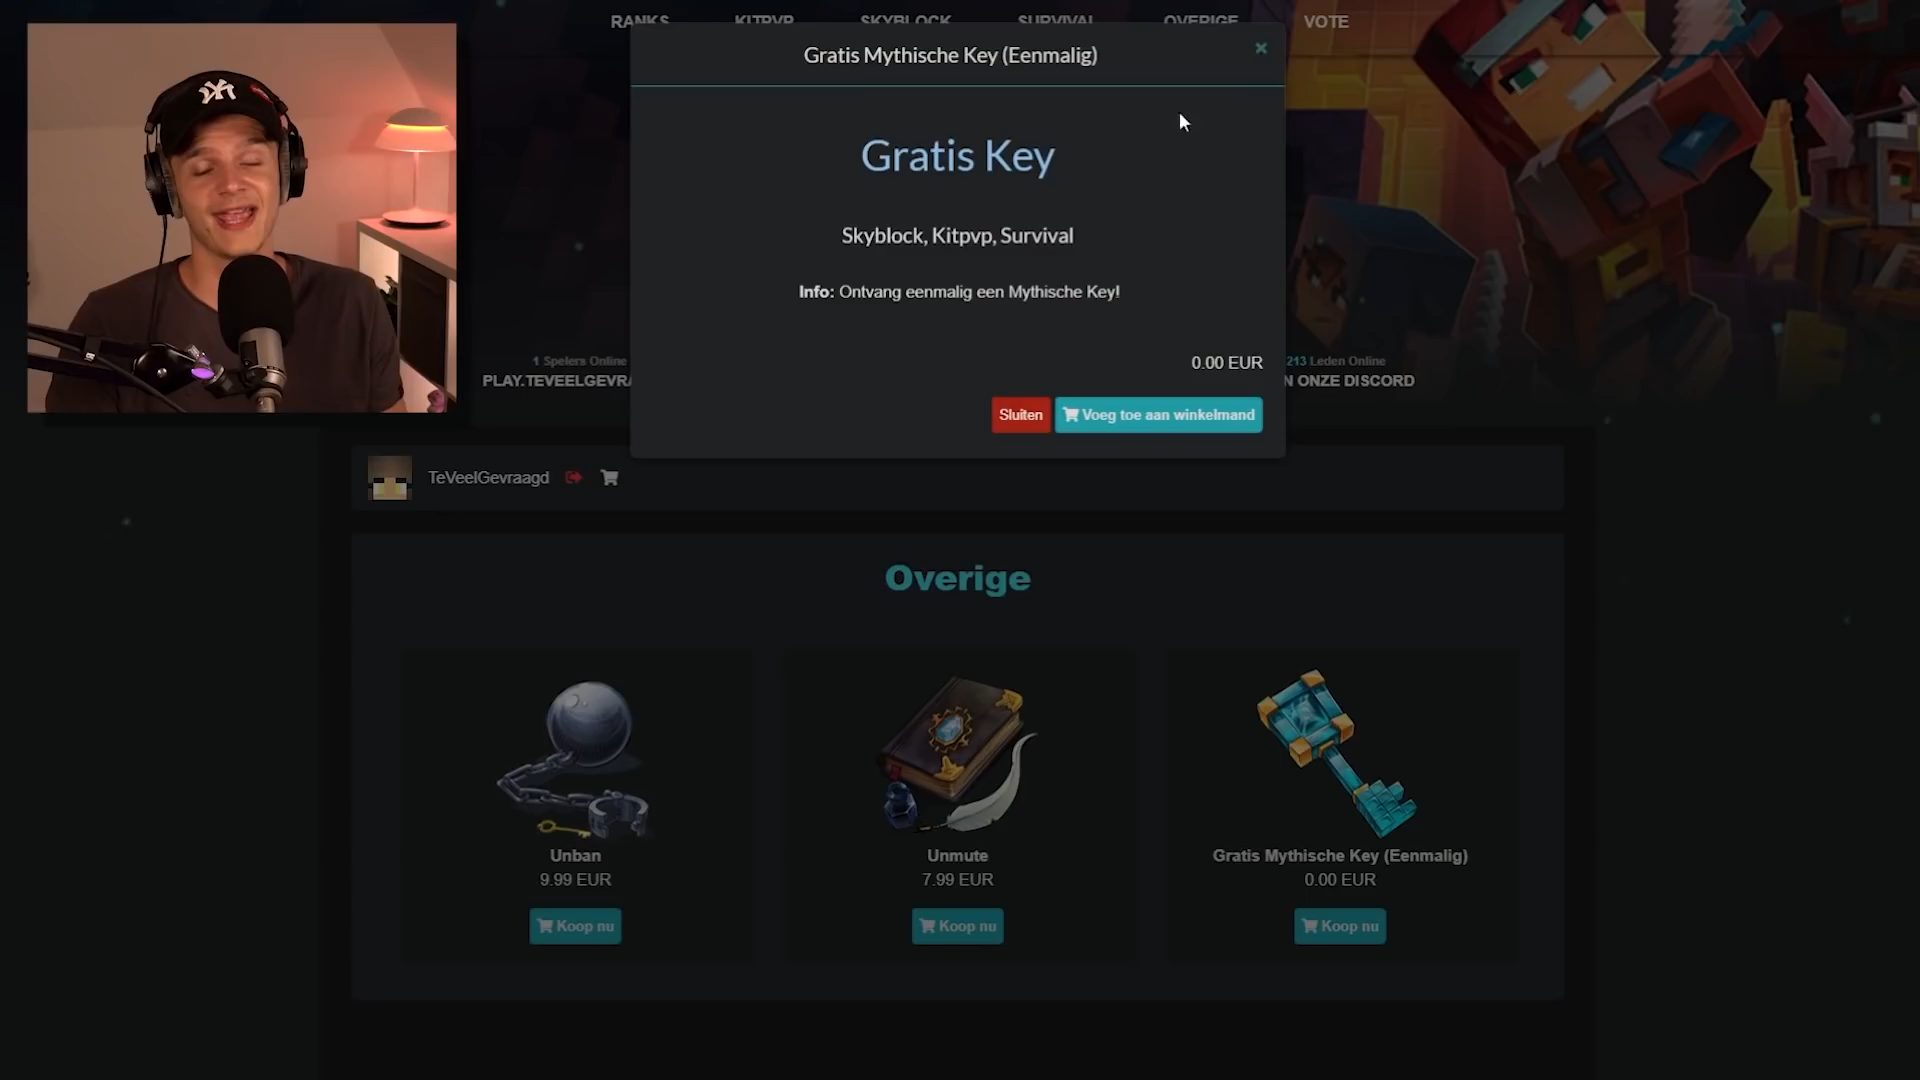 RANKS KITPVP SKYBLOCK SURVIVAL OVERIGE VOTE
Gratis Mythische Key (Eenmalig) ×
Gratis Key
Skyblock, Kitpvp, Survival
Info: Ontvang eenmalig een Mythische Key!
0.00 EUR
Sluiten Voeg toe aan winkelmand
1 Spelers Online
PLAY.TEVEELGEVRA
213 Leden Online
N ONZE DISCORD
TeVeelGevraagd
Overige
Unban
9.99 EUR
Koop nu
Unmute
7.99 EUR
Koop nu
Gratis Mythische Key (Eenmalig)
0.00 EUR
Koop nu